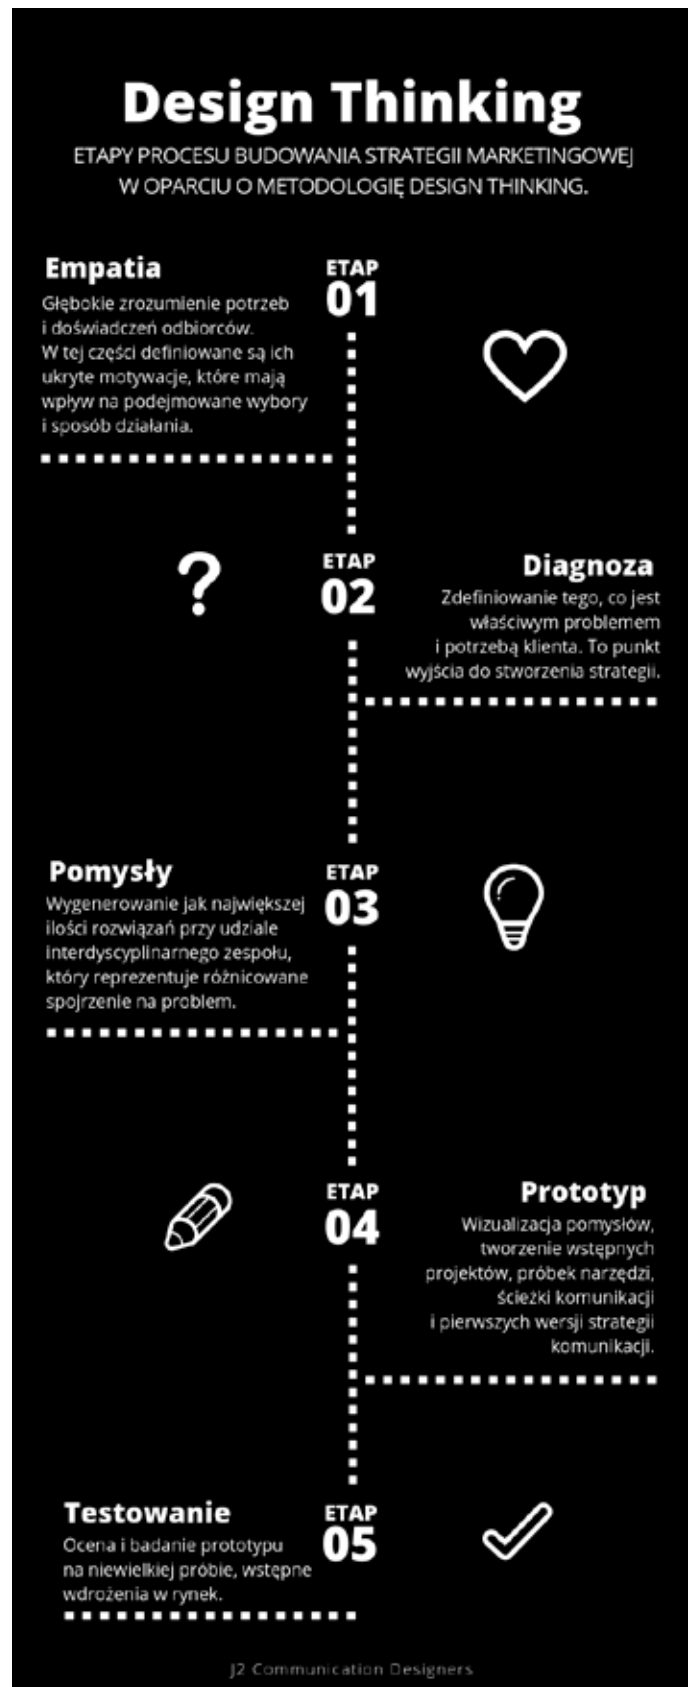 Design Thinking
ETAPY PROCESU BUDOWANIA STRATEGII MARKETINGOWEJ
W OPARCIU O METODOLOGIĘ DESIGN THINKING.
Empatia
Głębokie zrozumienie potrzeb
i doświadczeń odbiorców.
W tej części definiowane są ich
ukryte motywacje, które mają
wpływ na podejmowane wybory
i sposób działania.
ETAP
01
ETAP
02
Diagnoza
Zdefiniowanie tego, co jest
właściwym problemem
i potrzebą klienta. To punkt
wyjścia do stworzenia strategii.
Pomysły
Wygenerowanie jak największej
ilości rozwiązań przy udziale
interdyscyplinarnego zespołu,
który reprezentuje różnicowane
spojrzenie na problem.
ETAP
03
ETAP
04
Prototyp
Wizualizacja pomysłów,
tworzenie wstępnych
projektów, próbek narzędzi,
ścieżki komunikacji
i pierwszych wersji strategii
komunikacji.
Testowanie
Ocena i badanie prototypu
na niewielkiej próbie, wstępne
wdrożenia w rynek.
ETAP
05
J2 Communication Designers